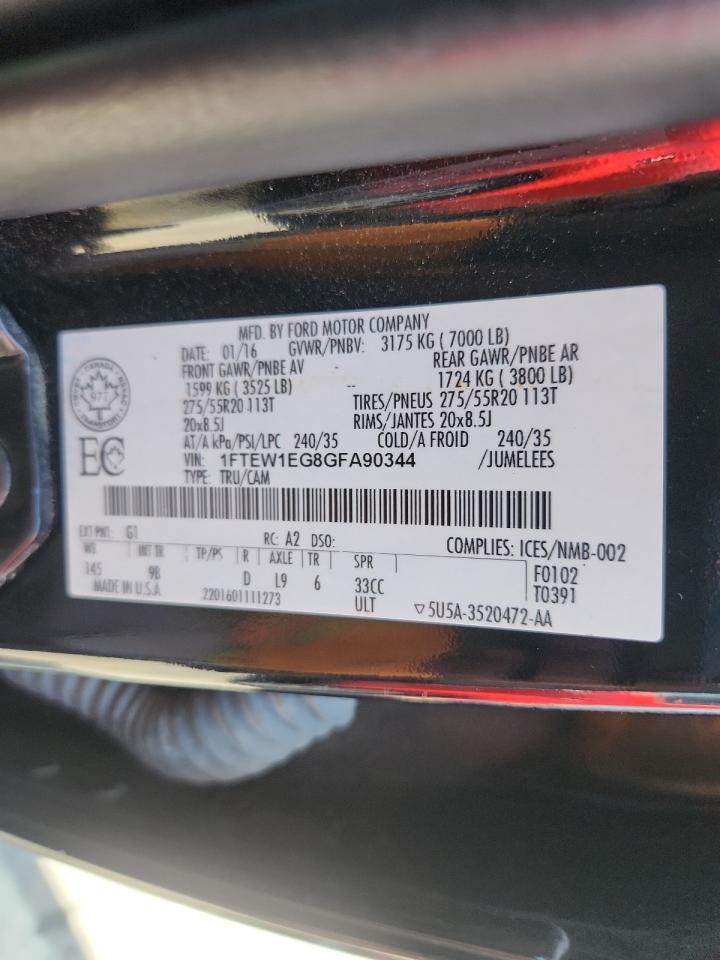 MFD. BY FORD MOTOR COMPANY
DATE: 01/16 GVWR/PNBV: 3175 KG ( 7000 LB)
FRONT GAWR/PNBE AV REAR GAWR/PNBE AR
1599 KG ( 3525 LB) -- 1724 KG ( 3800 LB)
275/55R20 113T TIRES/PNEUS 275/55R20 113T
20x8.5J RIMS/JANTES 20x8.5J
AT/A kPa/PSI/LPC 240/35 COLD/A FROID 240/35
VIN: 1FTEW1EG8GFA90344 /JUMELEES
TYPE: TRU/CAM
CANADA
97T
TRANSPORT
EC
EXT PNT: G1 RC: A2 DSO: COMPLIES: ICES/NMB-002
WB INT TR TP/PS R AXLE TR SPR F0102
145 9B D L9 6 33CC T0391
MADE IN U.S.A. 2201601111273 ULT ▽5U5A-3520472-AA